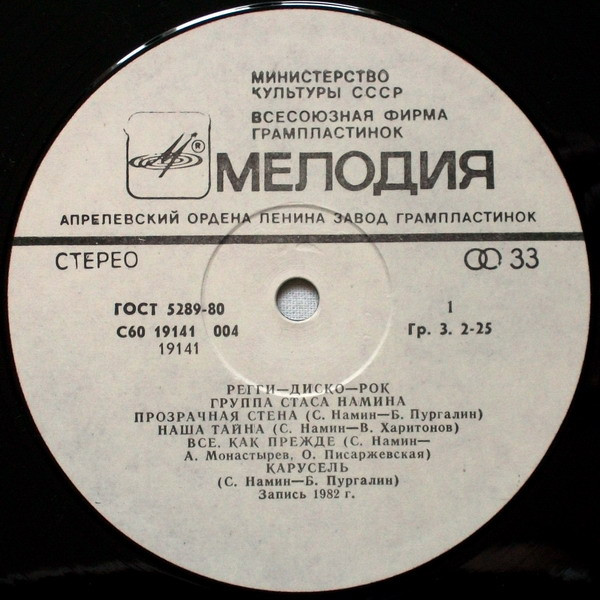 МИНИСТЕРСТВО
КУЛЬТУРЫ СССР
ВСЕСОЮЗНАЯ ФИРМА
ГРАМПЛАСТИНОК
®
МЕЛОДИЯ
АПРЕЛЕВСКИЙ ОРДЕНА ЛЕНИНА ЗАВОД ГРАМПЛАСТИНОК
СТЕРЕО 33
ГОСТ 5289-80 1
С60 19141 004 Гр. 3. 2-25
19141
РЕГГИ—ДИСКО—РОК
ГРУППА СТАСА НАМИНА
ПРОЗРАЧНАЯ СТЕНА (С. Намин—Б. Пургалин)
НАША ТАЙНА (С. Намин—В. Харитонов)
ВСЕ, КАК ПРЕЖДЕ (С. Намин—
А. Монастырев, О. Писаржевская)
КАРУСЕЛЬ
(С. Намин—Б. Пургалин)
Запись 1982 г.